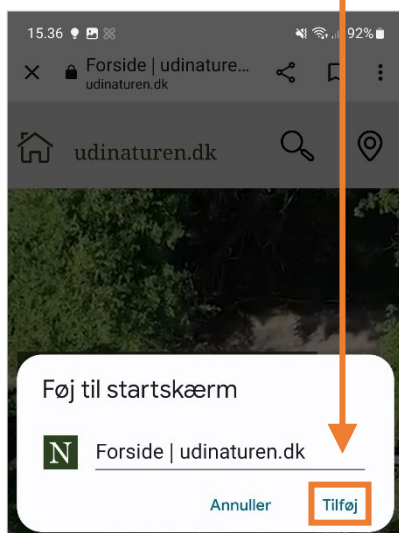 15.36 92%
Forside | udinature...
udinaturen.dk
udinaturen.dk
Føj til startskærm
N Forside | udinaturen.dk
Annuller Tilføj